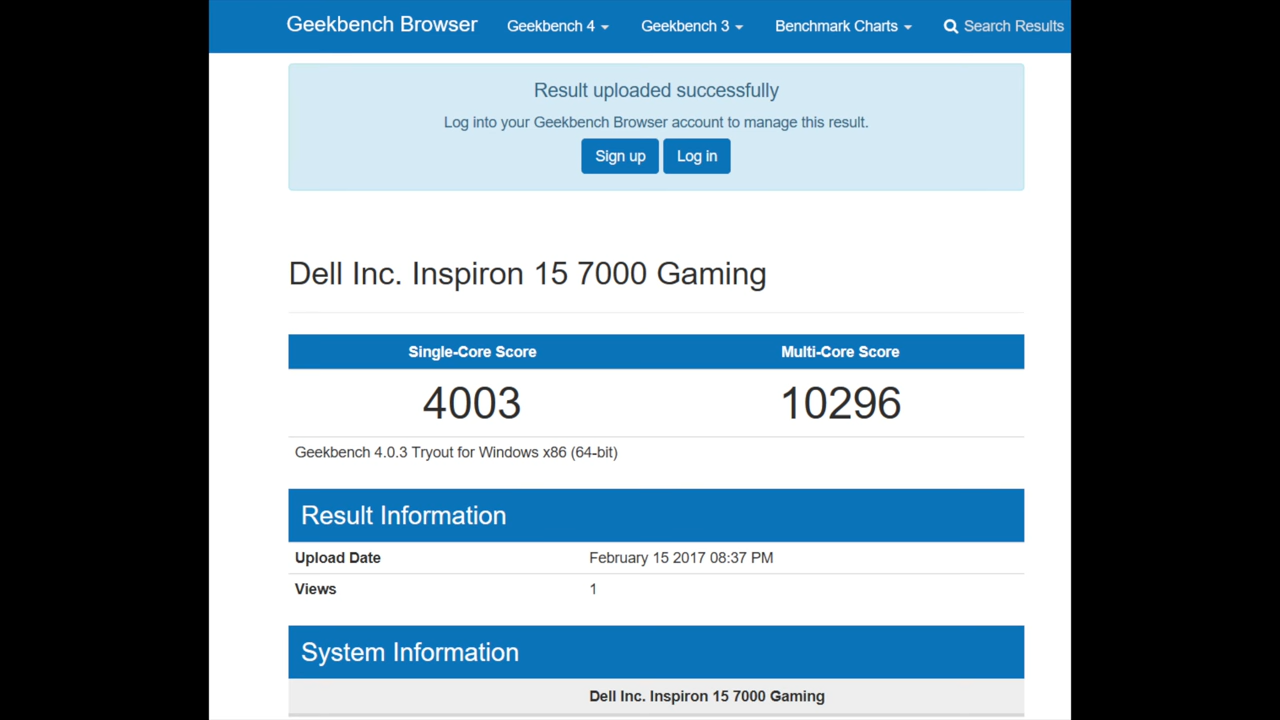 Geekbench Browser Geekbench 4 Geekbench 3 Benchmark Charts Search Results
Result uploaded successfully
Log into your Geekbench Browser account to manage this result.
Sign up Log in
Dell Inc. Inspiron 15 7000 Gaming
Single-Core Score Multi-Core Score
4003 10296
Geekbench 4.0.3 Tryout for Windows x86 (64-bit)
Result Information
Upload Date February 15 2017 08:37 PM
Views 1
System Information
Dell Inc. Inspiron 15 7000 Gaming